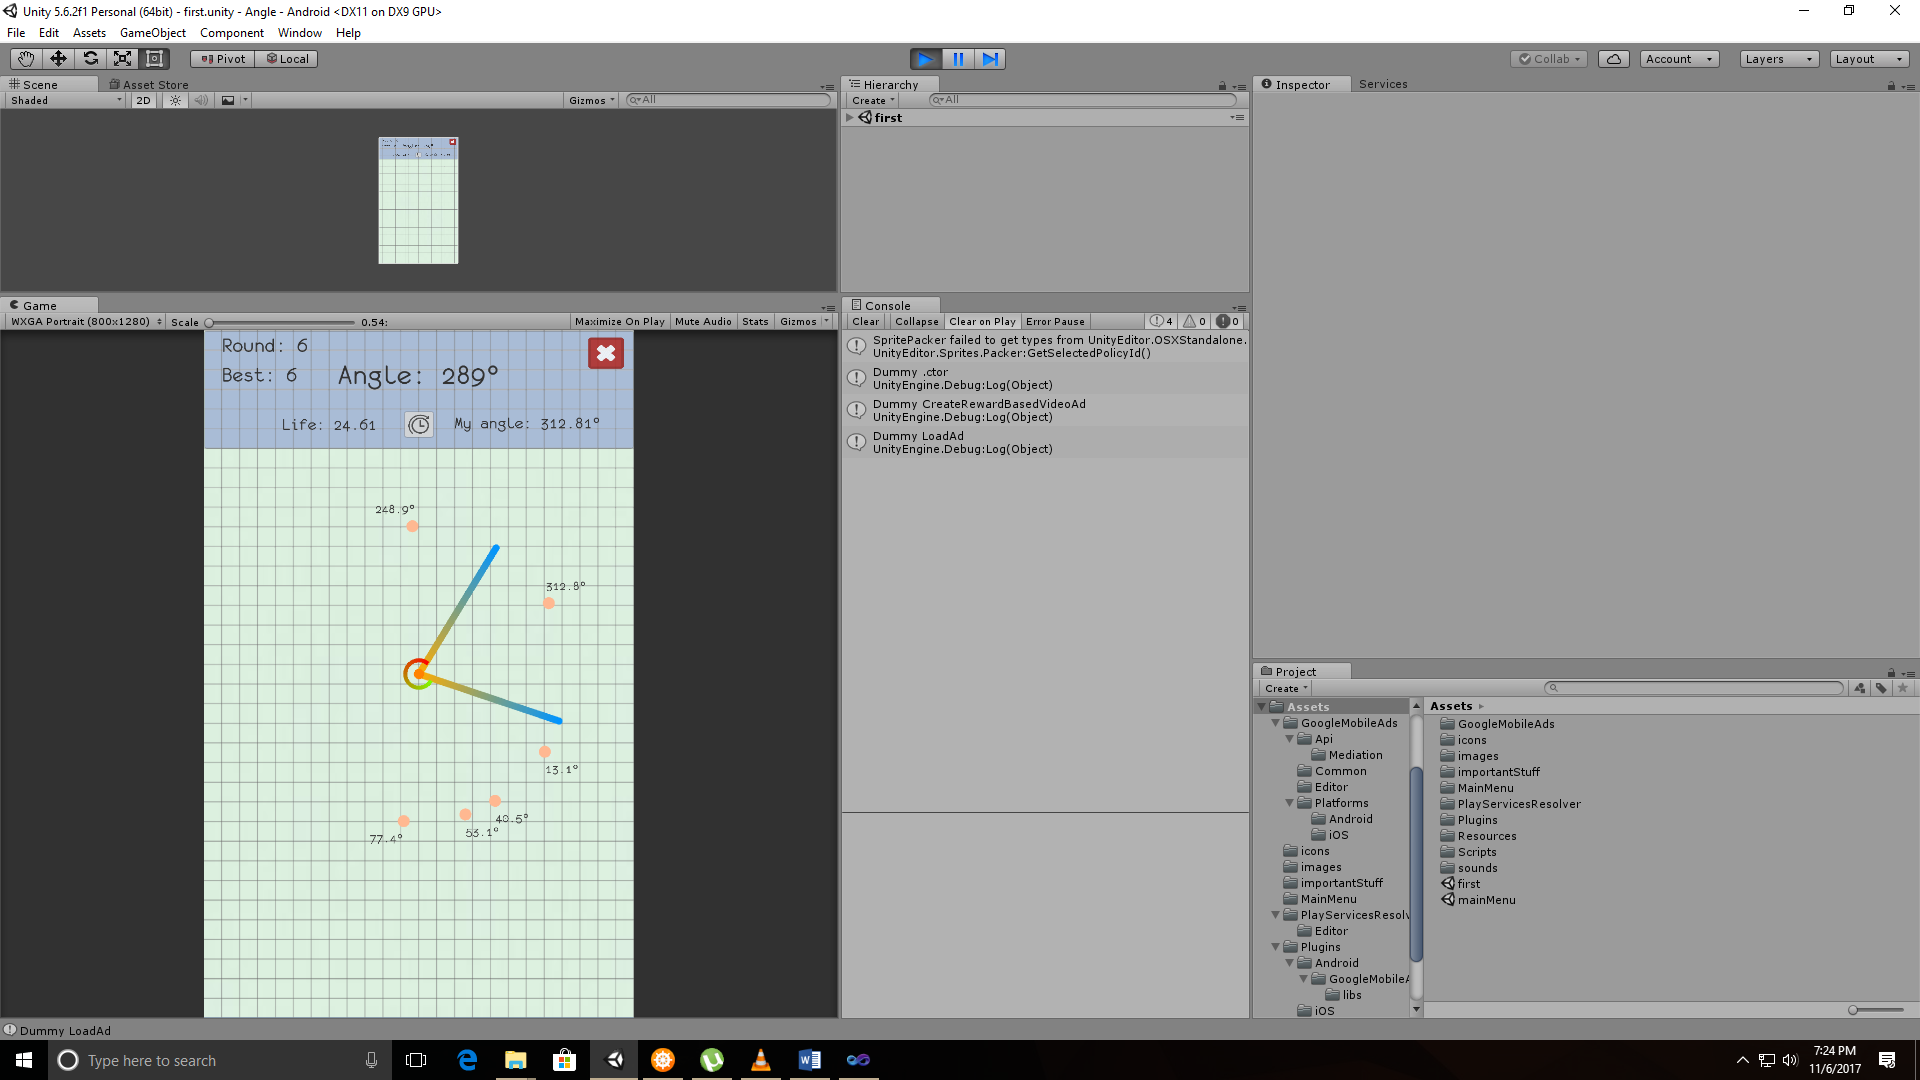 Unity 5.6.2f1 Personal (64bit) - first.unity - Angle - Android <DX11 on DX9 GPU>
File Edit Assets GameObject Component Window Help
Pivot Local Collab Account Layers Layout
Scene Asset Store
Shaded 2D Gizmos All
Hierarchy
Create All
first
Inspector Services
Game
WXGA Portrait (800x1280) Scale 0.54: Maximize On Play Mute Audio Stats Gizmos
Round: 6
Best: 6 Angle: 289°
Life: 24.61 My angle: 312.81°
248.9°
312.8°
13.1°
40.5°
53.1°
77.4°
Console
Clear Collapse Clear on Play Error Pause 4 0 0
SpritePacker failed to get types from UnityEditor.OSXStandalone.
UnityEditor.Sprites.Packer:GetSelectedPolicyId()
Dummy .ctor
UnityEngine.Debug:Log(Object)
Dummy CreateRewardBasedVideoAd
UnityEngine.Debug:Log(Object)
Dummy LoadAd
UnityEngine.Debug:Log(Object)
Project
Create
Assets
GoogleMobileAds
Api
Mediation
Common
Editor
Platforms
Android
iOS
icons
images
importantStuff
MainMenu
PlayServicesResolv
Editor
Plugins
Android
GoogleMobileA
libs
iOS
Assets
GoogleMobileAds
icons
images
importantStuff
MainMenu
PlayServicesResolver
Plugins
Resources
Scripts
sounds
first
mainMenu
Dummy LoadAd
Type here to search
7:24 PM
11/6/2017